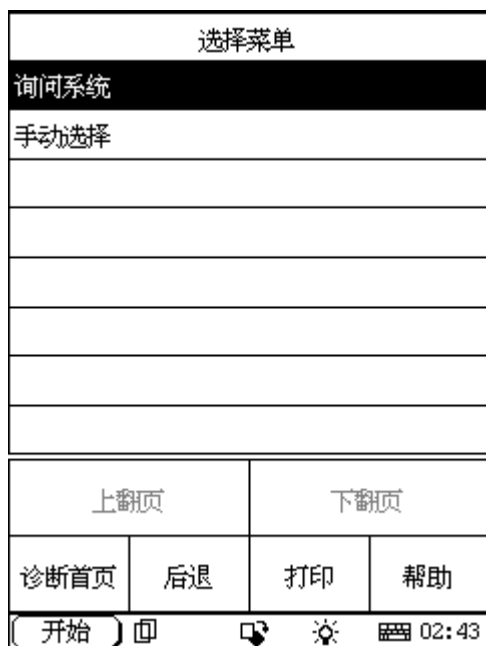 选择菜单
询问系统
手动选择
上翻页 下翻页
诊断首页 后退 打印 帮助
开始 02:43